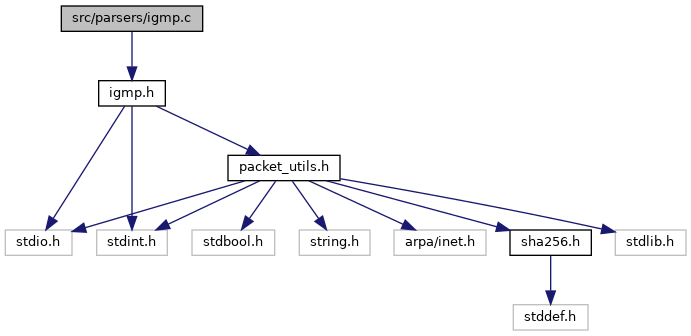 src/parsers/igmp.c
igmp.h
packet_utils.h
stdio.h
stdint.h
stdbool.h
string.h
arpa/inet.h
sha256.h
stdlib.h
stddef.h